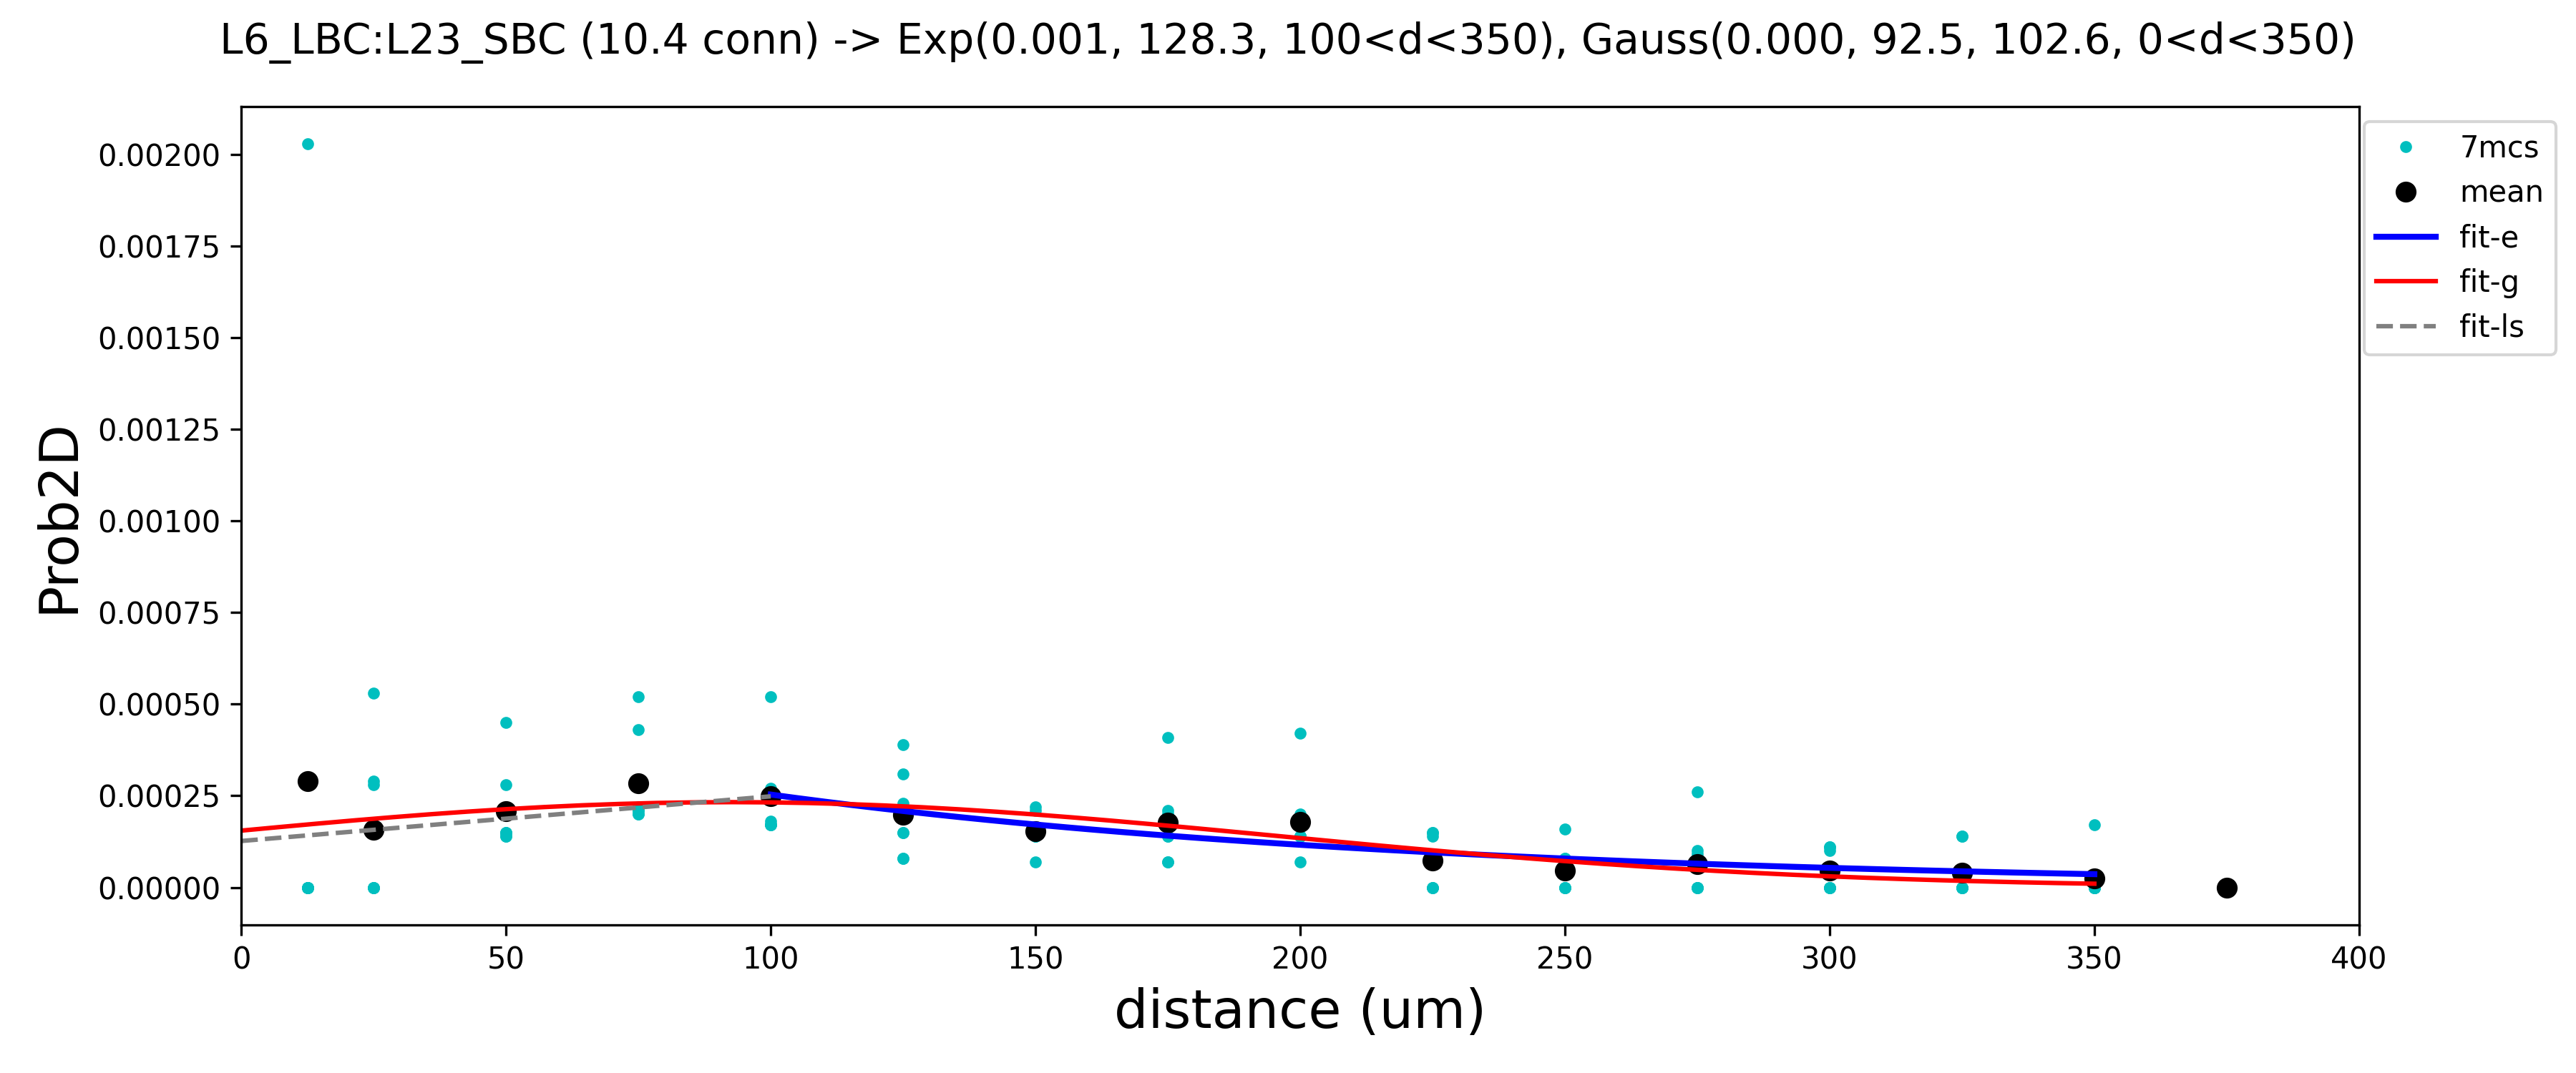 L6_LBC:L23_SBC (10.4 conn) -> Exp(0.001, 128.3, 100<d<350), Gauss(0.000, 92.5, 102.6, 0<d<350)
0.00200
0.00175
0.00150
0.00125
0.00100
0.00075
0.00050
0.00025
0.00000
Prob2D
0 50 100 150 200 250 300 350 400
distance (um)
7mcs
mean
fit-e
fit-g
fit-ls